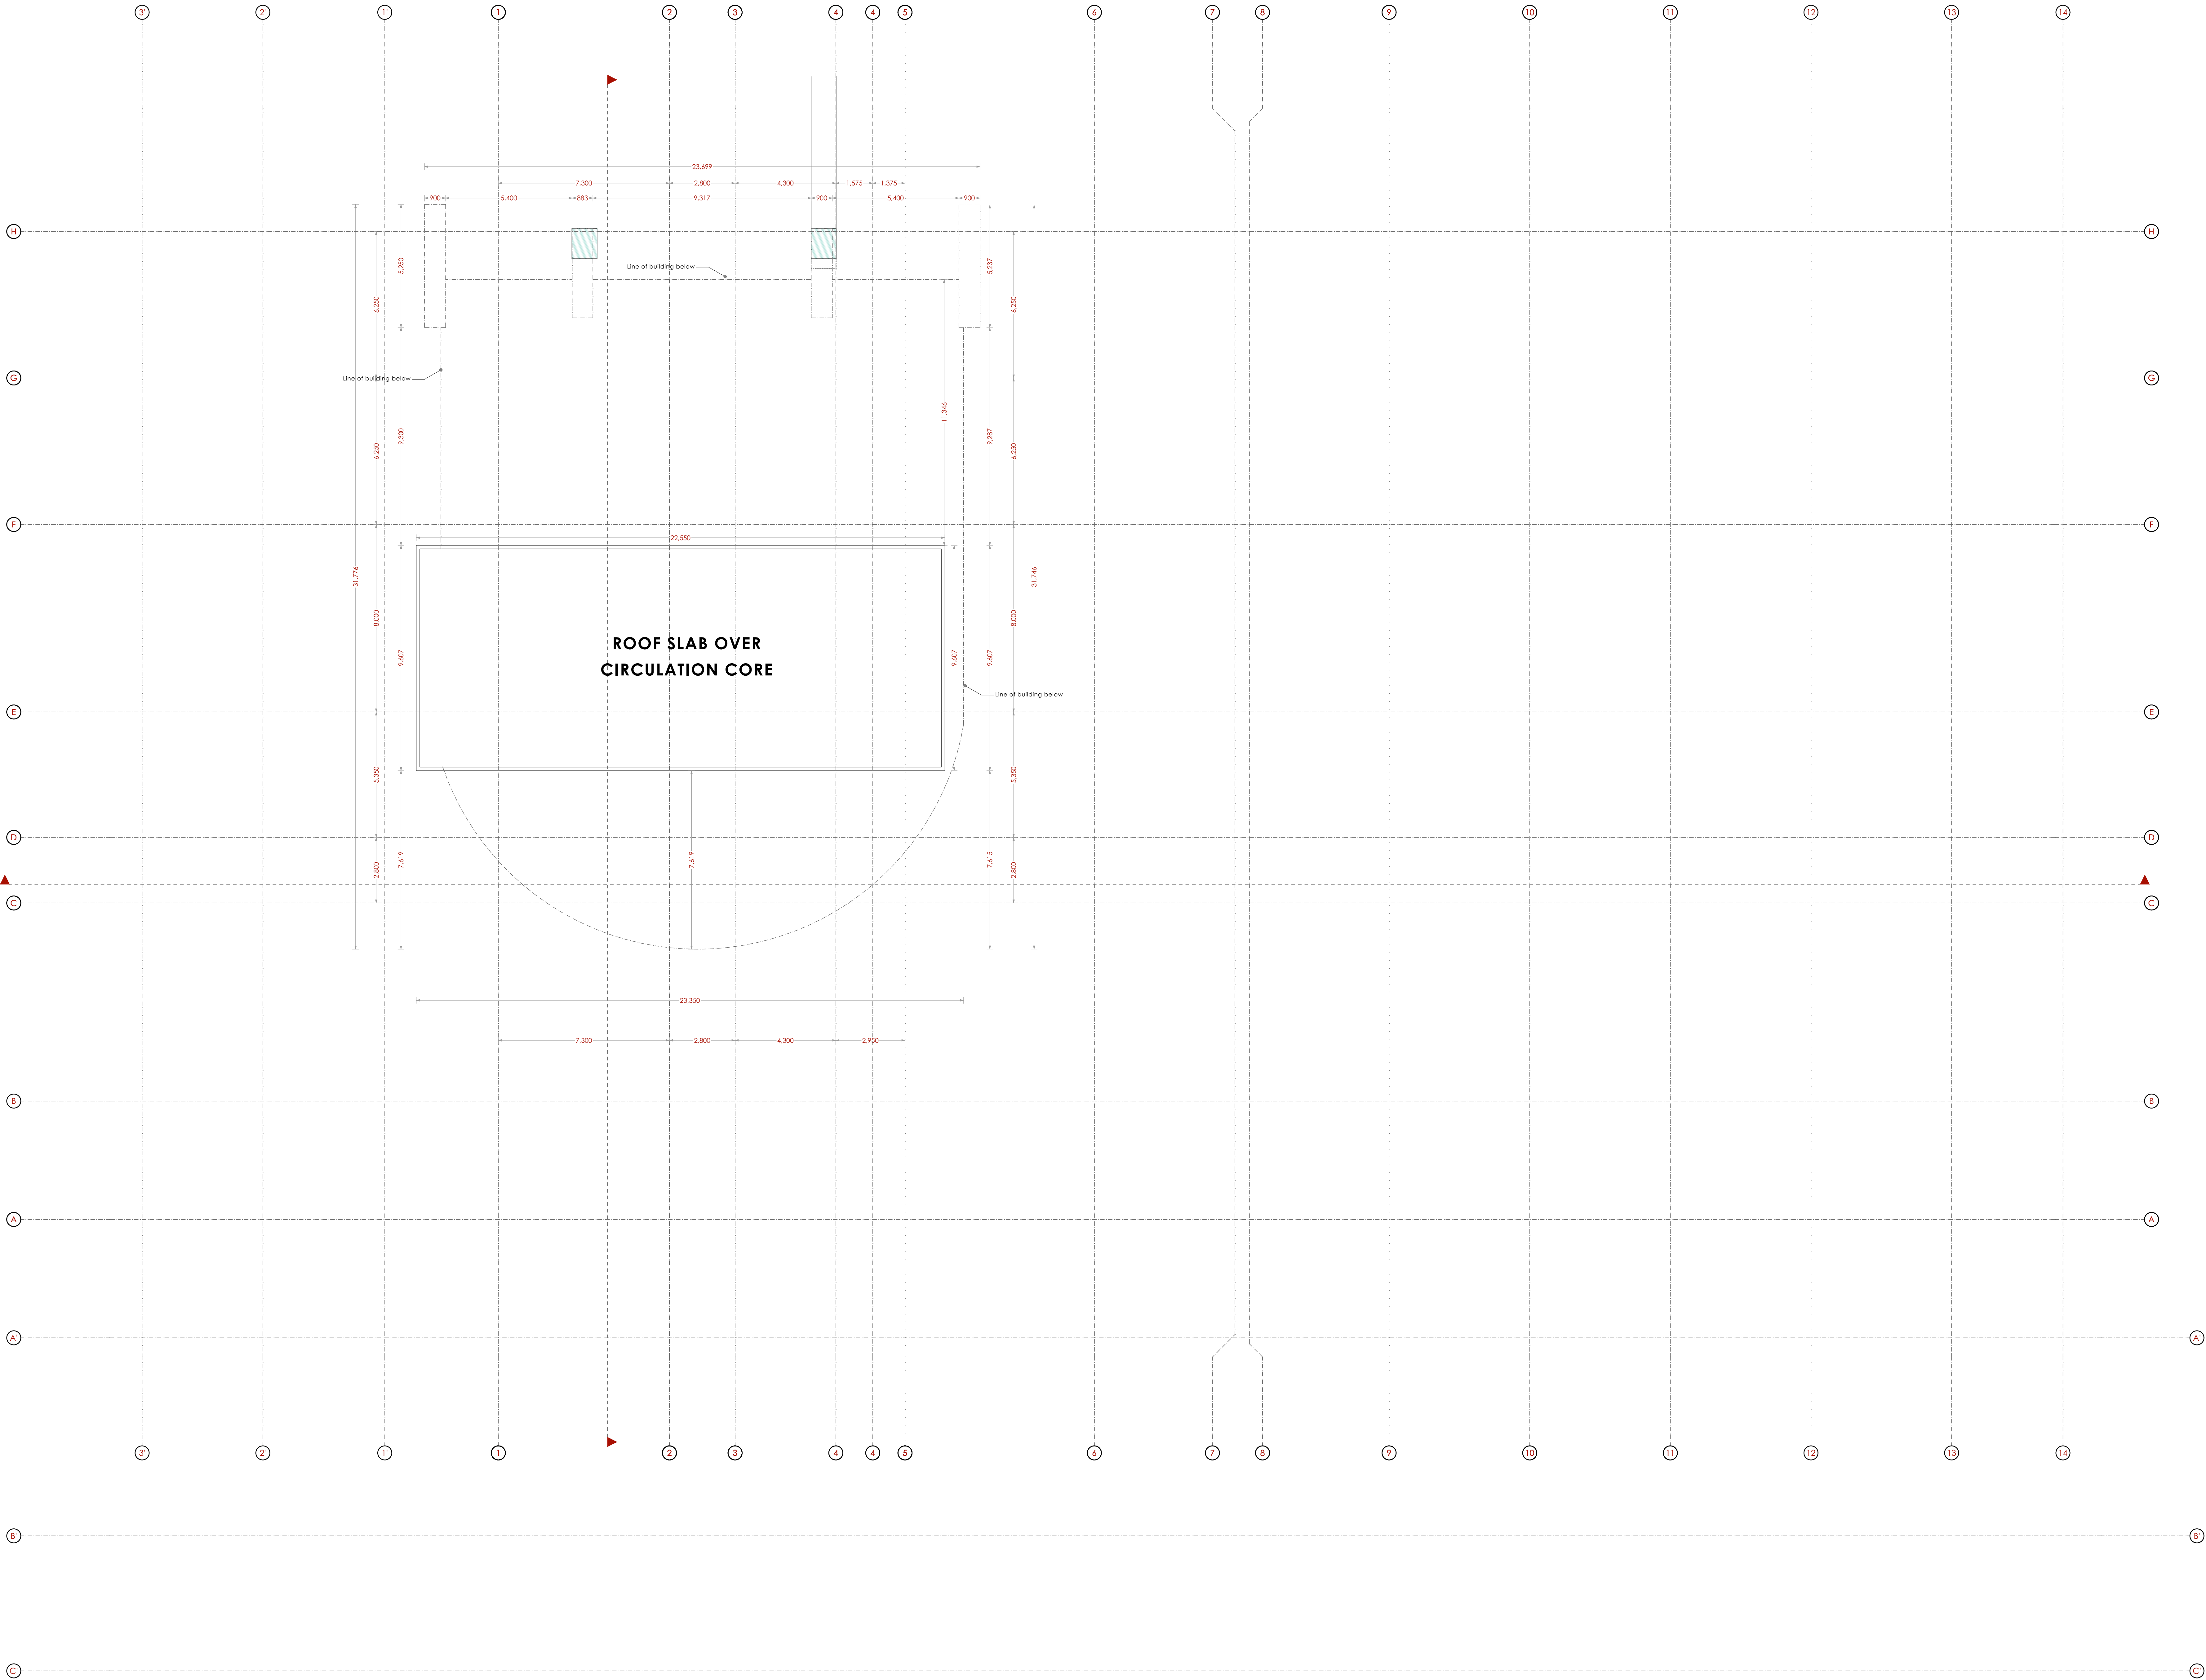 3' 2' 1' 1 2 3 4 4 5 6 7 8 9 10 11 12 13 14
23,699
7,300 2,800 4,300 1,575 1,375
900 5,400 883 9,317 900 5,400 900
H H
Line of building below
5,250 5,237
6,250 6,250
Line of building below
G G
11,346
9,300 9,287
6,250 6,250
F F
22,550
31,776 31,746
8,000 8,000
ROOF SLAB OVER
CIRCULATION CORE
9,607 9,607 9,607
Line of building below
E E
5,350 5,350
D D
7,619 7,619 7,615
2,800 2,800
C C
23,350
7,300 2,800 4,300 2,950
B B
A A
A' A'
3' 2' 1' 1 2 3 4 4 5 6 7 8 9 10 11 12 13 14
B' B'
C' C'